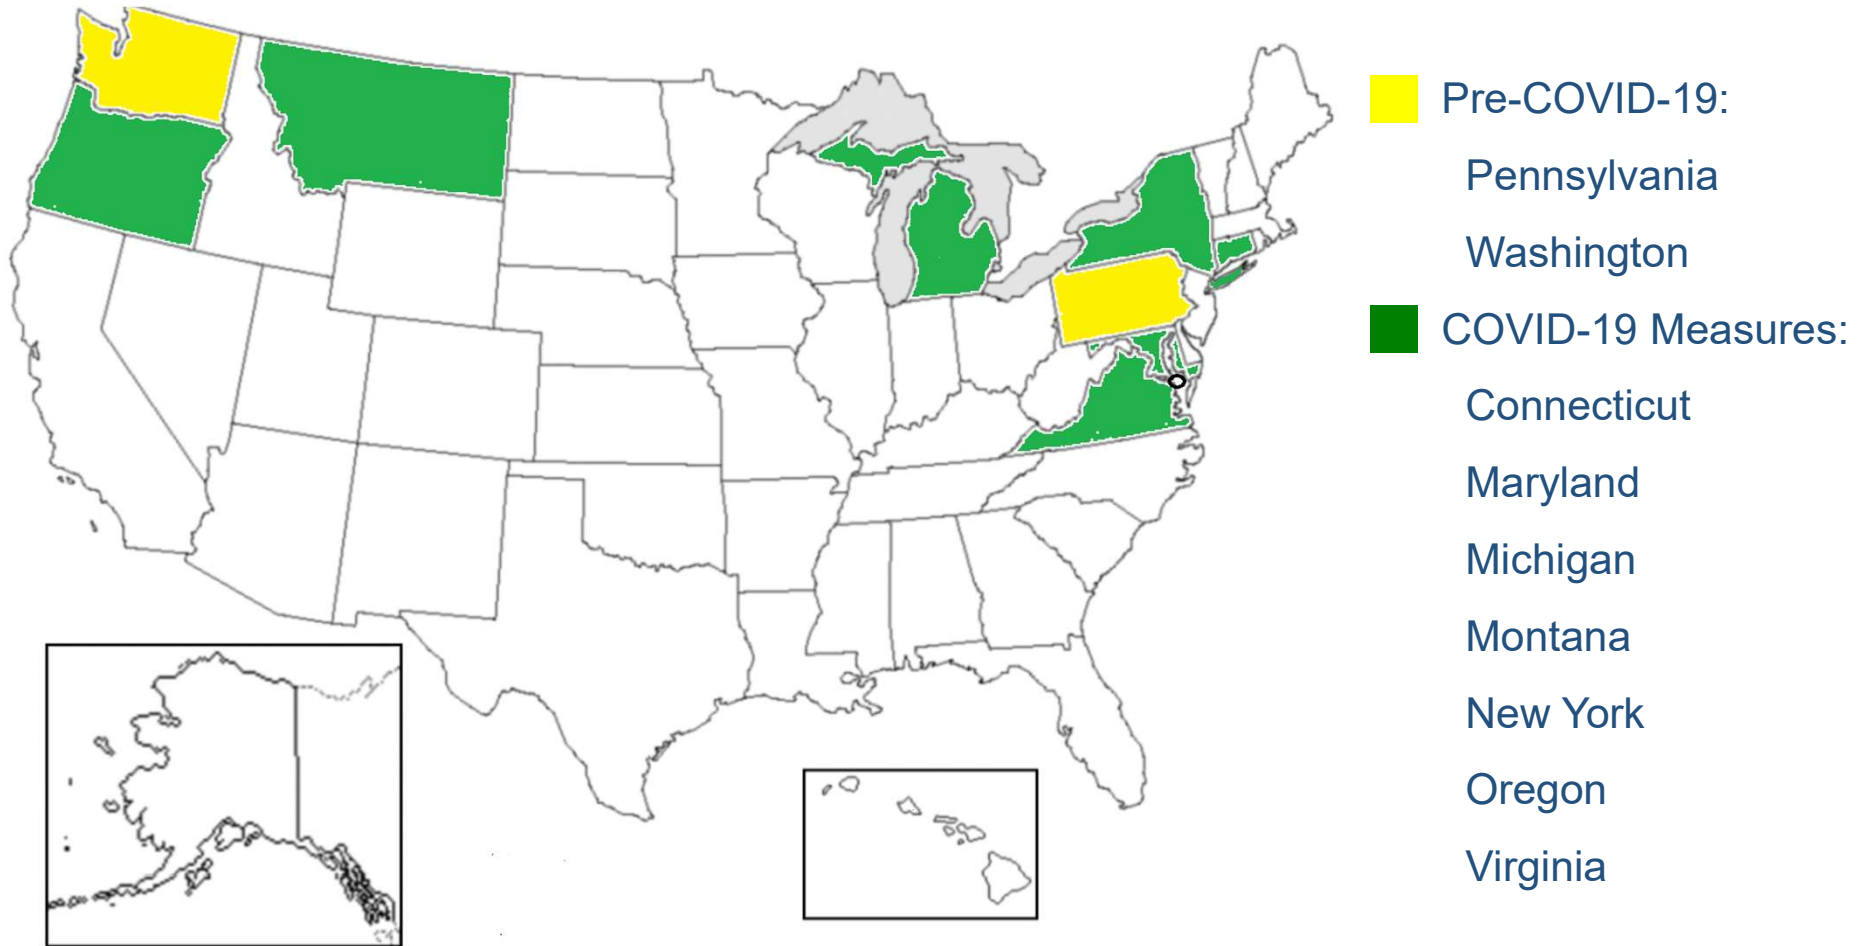 Pre-COVID-19:
Pennsylvania
Washington
COVID-19 Measures:
Connecticut
Maryland
Michigan
Montana
New York
Oregon
Virginia